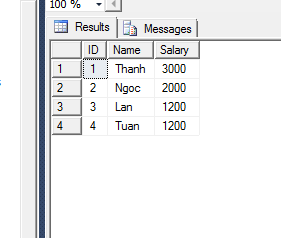 100 %
Results Messages
ID Name Salary
1 1 Thanh 3000
2 2 Ngoc 2000
3 3 Lan 1200
4 4 Tuan 1200